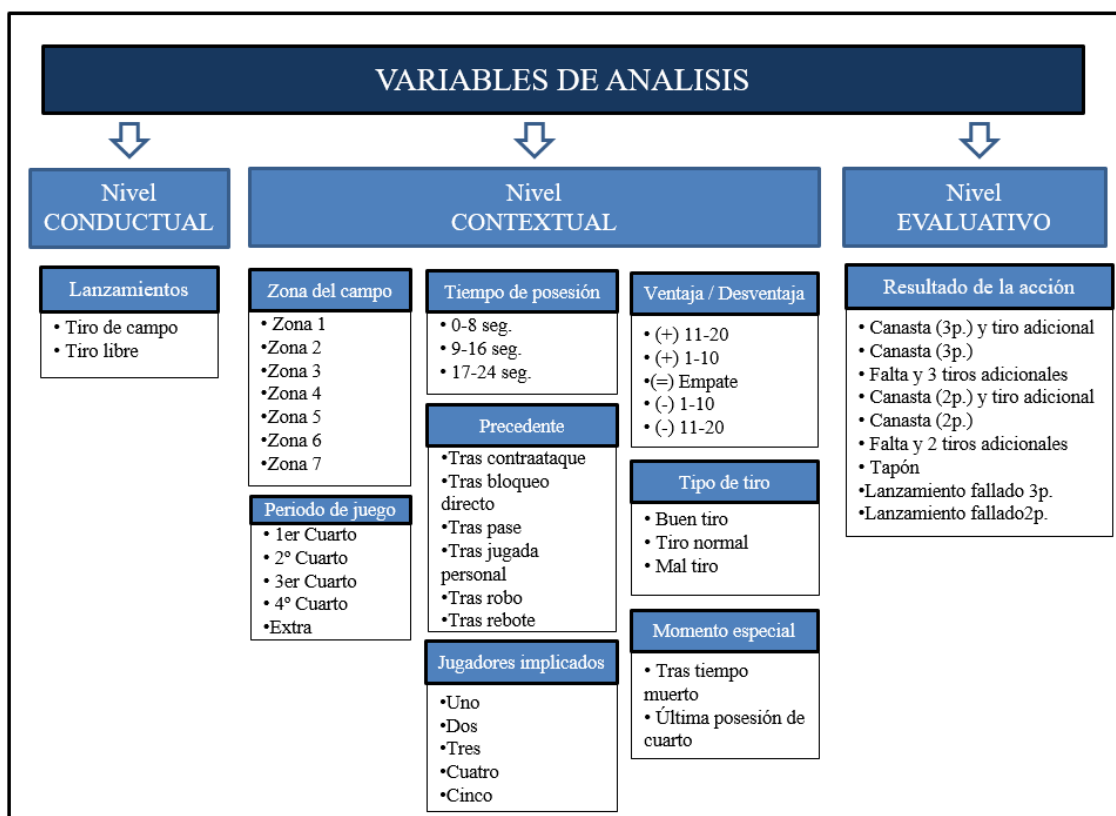 VARIABLES DE ANALISIS
Nivel
CONDUCTUAL
Lanzamientos
• Tiro de campo
• Tiro libre
Nivel
CONTEXTUAL
Zona del campo
• Zona 1
•Zona 2
•Zona 3
•Zona 4
•Zona 5
•Zona 6
•Zona 7
Periodo de juego
• 1er Cuarto
• 2º Cuarto
• 3er Cuarto
• 4º Cuarto
•Extra
Tiempo de posesión
•0-8 seg.
•9-16 seg.
•17-24 seg.
Precedente
•Tras contraataque
•Tras bloqueo
directo
•Tras pase
•Tras jugada
personal
•Tras robo
•Tras rebote
Jugadores implicados
•Uno
•Dos
•Tres
•Cuatro
•Cinco
Ventaja / Desventaja
• (+) 11-20
• (+) 1-10
•(=) Empate
• (-) 1-10
• (-) 11-20
Tipo de tiro
• Buen tiro
• Tiro normal
• Mal tiro
Momento especial
• Tras tiempo
muerto
• Última posesión de
cuarto
Nivel
EVALUATIVO
Resultado de la acción
• Canasta (3p.) y tiro adicional
• Canasta (3p.)
• Falta y 3 tiros adicionales
• Canasta (2p.) y tiro adicional
• Canasta (2p.)
• Falta y 2 tiros adicionales
• Tapón
•Lanzamiento fallado 3p.
•Lanzamiento fallado2p.